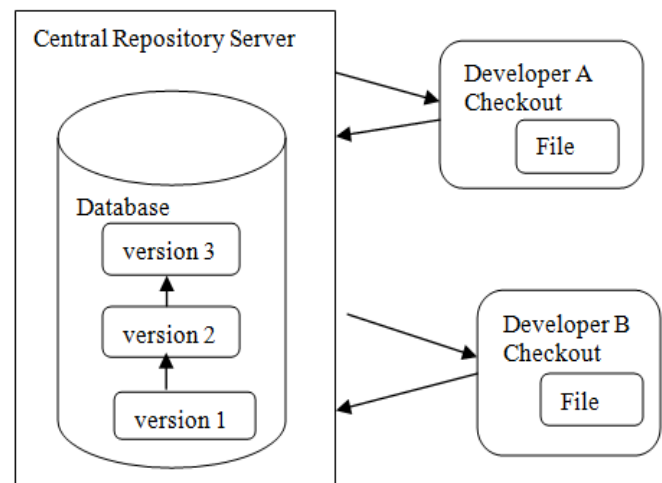 Central Repository Server
Database
version 3
version 2
version 1
Developer A
Checkout
File
Developer B
Checkout
File